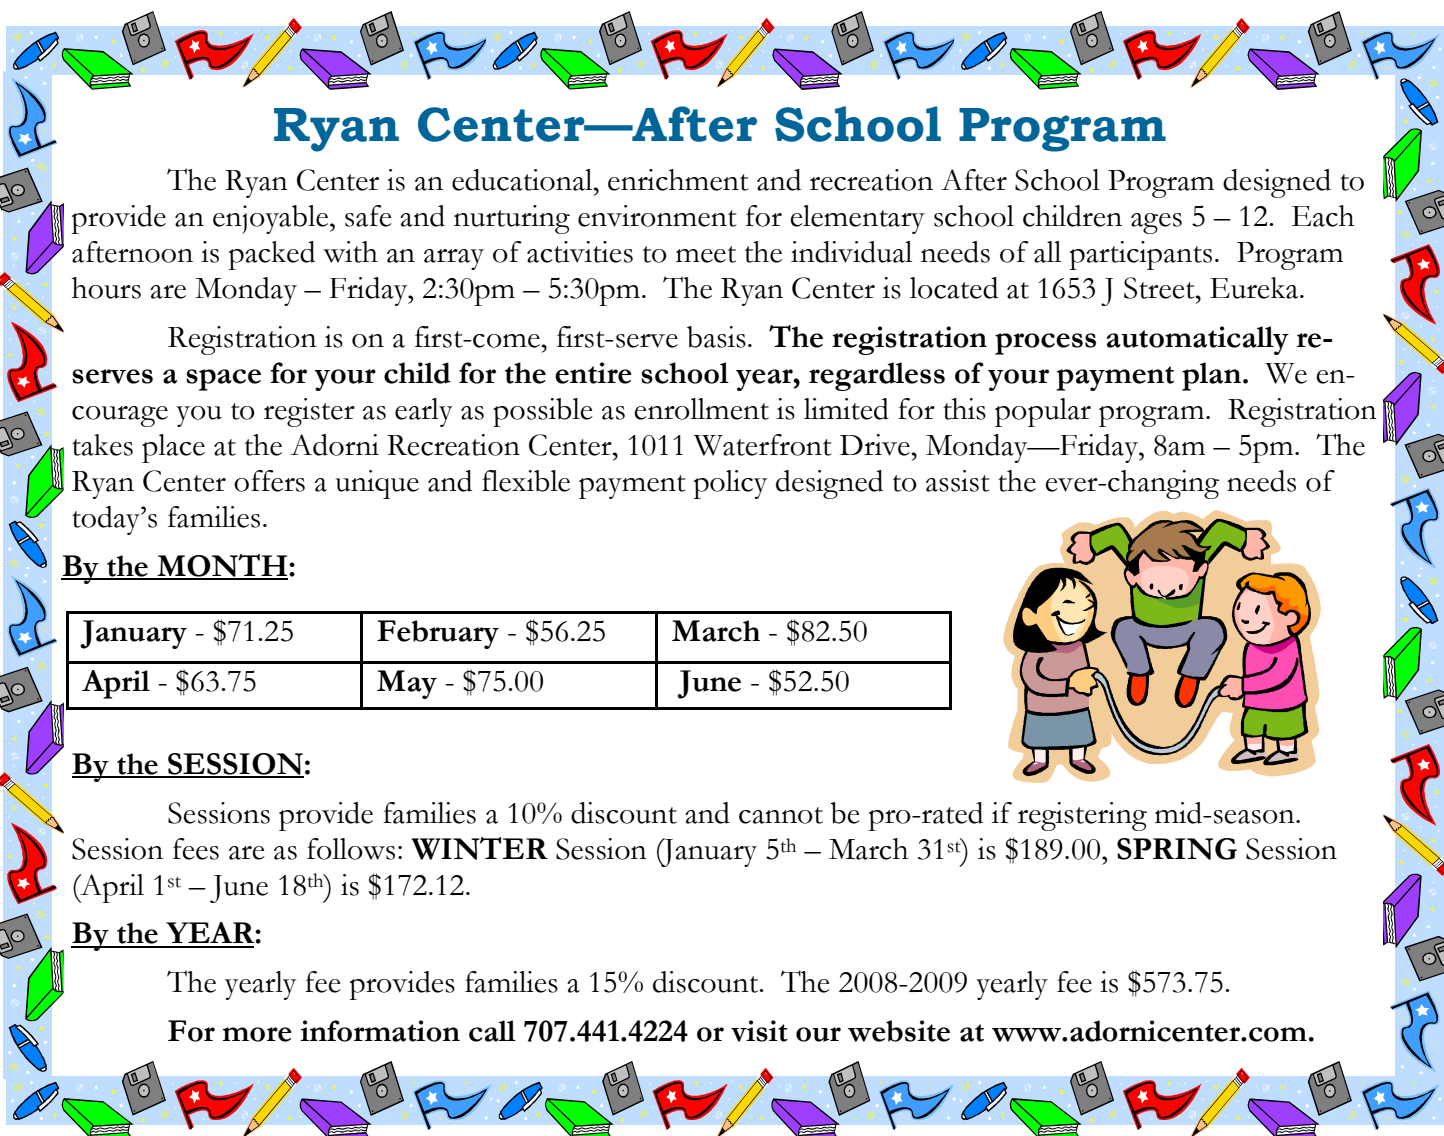 Ryan Center—After School Program
The Ryan Center is an educational, enrichment and recreation After School Program designed to
provide an enjoyable, safe and nurturing environment for elementary school children ages 5 – 12.  Each
afternoon is packed with an array of activities to meet the individual needs of all participants.  Program
hours are Monday – Friday, 2:30pm – 5:30pm.  The Ryan Center is located at 1653 J Street, Eureka.
Registration is on a first-come, first-serve basis.  The registration process automatically re-
serves a space for your child for the entire school year, regardless of your payment plan.  We en-
courage you to register as early as possible as enrollment is limited for this popular program.  Registration
takes place at the Adorni Recreation Center, 1011 Waterfront Drive, Monday—Friday, 8am – 5pm.  The
Ryan Center offers a unique and flexible payment policy designed to assist the ever-changing needs of
today's families.
By the MONTH:
January - $71.25 February - $56.25 March - $82.50
April - $63.75 May - $75.00 June - $52.50
By the SESSION:
Sessions provide families a 10% discount and cannot be pro-rated if registering mid-season.
Session fees are as follows: WINTER Session (January 5th – March 31st) is $189.00, SPRING Session
(April 1st – June 18th) is $172.12.
By the YEAR:
The yearly fee provides families a 15% discount.  The 2008-2009 yearly fee is $573.75.
For more information call 707.441.4224 or visit our website at www.adornicenter.com.